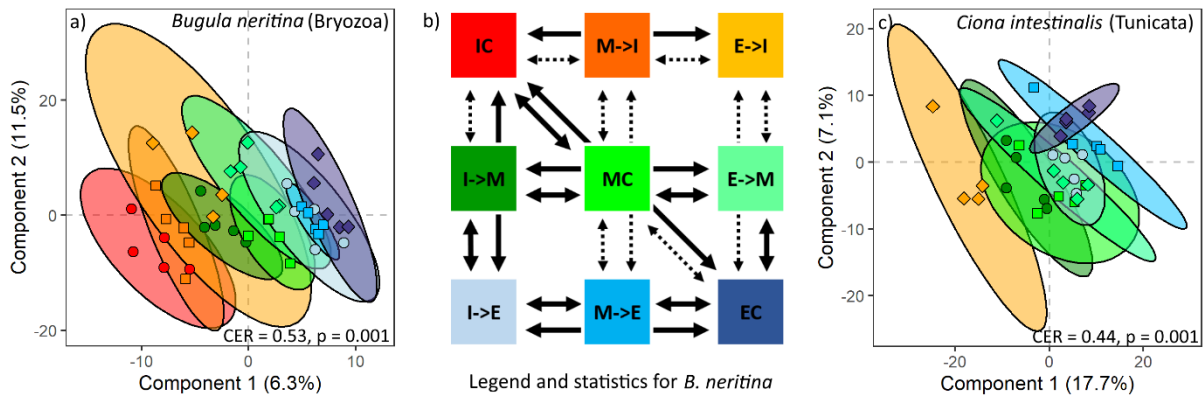 a) Bugula neritina (Bryozoa)
20
0
-20
Component 2 (11.5%)
CER = 0.53, p = 0.001
-10 0 10
Component 1 (6.3%)
b)
IC M->I E->I
I->M MC E->M
I->E M->E EC
Legend and statistics for B. neritina
c) Ciona intestinalis (Tunicata)
20
10
0
-10
-20
Component 2 (7.1%)
CER = 0.44, p = 0.001
-20 0 20
Component 1 (17.7%)